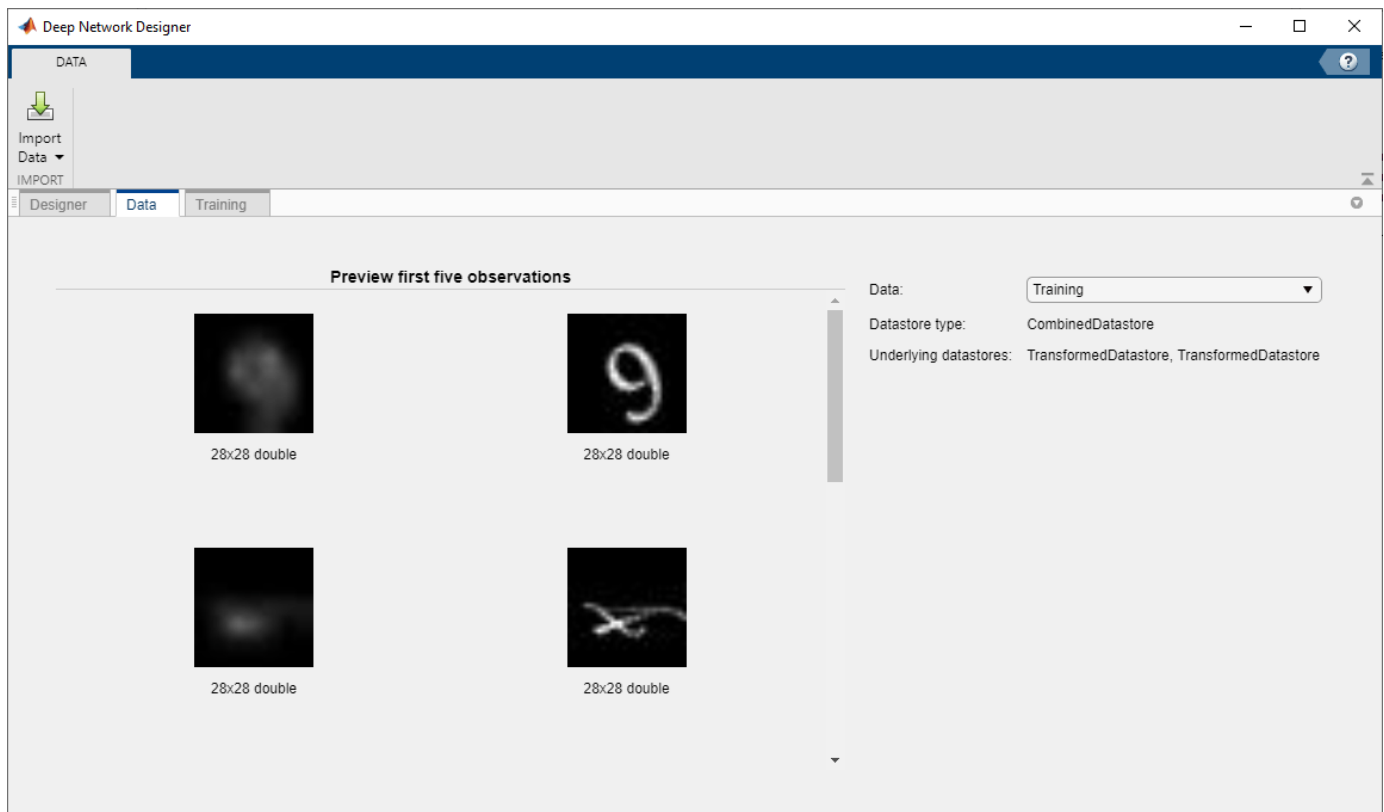 Deep Network Designer
DATA
?
Import
Data
IMPORT
Designer
Data
Training
Preview first five observations
9
28x28 double
28x28 double
28x28 double
28x28 double
Data:
Training
Datastore type:
CombinedDatastore
Underlying datastores:
TransformedDatastore, TransformedDatastore